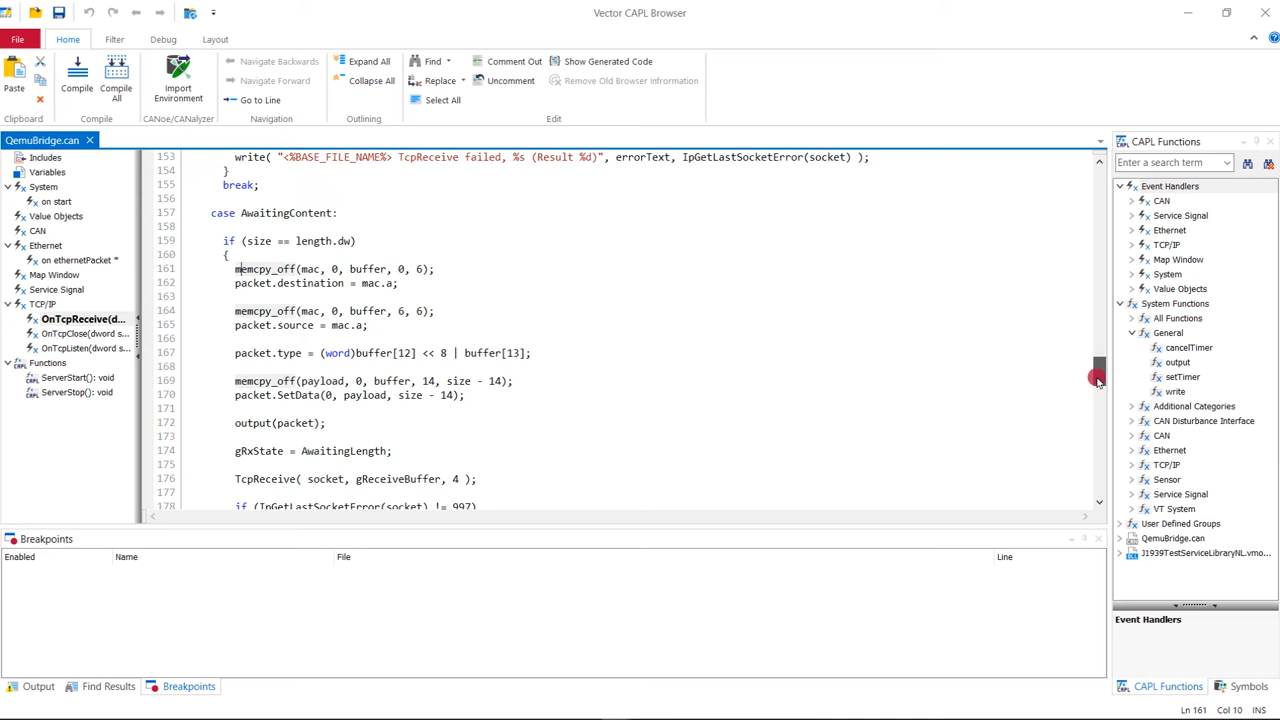 Vector CAPL Browser
File
Home
Filter
Debug
Layout
Paste
Clipboard
Compile
Compile All
Compile
Import Environment
CANoe/CANalyzer
Navigate Backwards
Navigate Forward
Go to Line
Navigation
Expand All
Collapse All
Outlining
Find
Replace
Select All
Comment Out
Uncomment
Show Generated Code
Remove Old Browser Information
Edit
QemuBridge.can
Includes
Variables
System
on start
Value Objects
CAN
Ethernet
on ethernetPacket *
Map Window
Service Signal
TCP/IP
OnTcpReceive(d...
OnTcpClose(dword s...
OnTcpListen(dword s...
Functions
ServerStart(): void
ServerStop(): void
153 write( "<%BASE_FILE_NAME%> TcpReceive failed, %s (Result %d)", errorText, IpGetLastSocketError(socket) );
154 }
155 break;
156
157 case AwaitingContent:
158
159 if (size == length.dw)
160 {
161 memcpy_off(mac, 0, buffer, 0, 6);
162 packet.destination = mac.a;
163
164 memcpy_off(mac, 0, buffer, 6, 6);
165 packet.source = mac.a;
166
167 packet.type = (word)buffer[12] << 8 | buffer[13];
168
169 memcpy_off(payload, 0, buffer, 14, size - 14);
170 packet.SetData(0, payload, size - 14);
171
172 output(packet);
173
174 gRxState = AwaitingLength;
175
176 TcpReceive( socket, gReceiveBuffer, 4 );
177
178 if (IpGetLastSocketError(socket) != 997)
CAPL Functions
Enter a search term
Event Handlers
CAN
Service Signal
Ethernet
TCP/IP
Map Window
System
Value Objects
System Functions
All Functions
General
cancelTimer
output
setTimer
write
Additional Categories
CAN Disturbance Interface
CAN
Ethernet
TCP/IP
Sensor
Service Signal
VT System
User Defined Groups
QemuBridge.can
J1939TestServiceLibraryNL.vmo...
Event Handlers
CAPL Functions
Symbols
Breakpoints
Enabled
Name
File
Line
Output
Find Results
Breakpoints
Ln 161
Col 10
INS